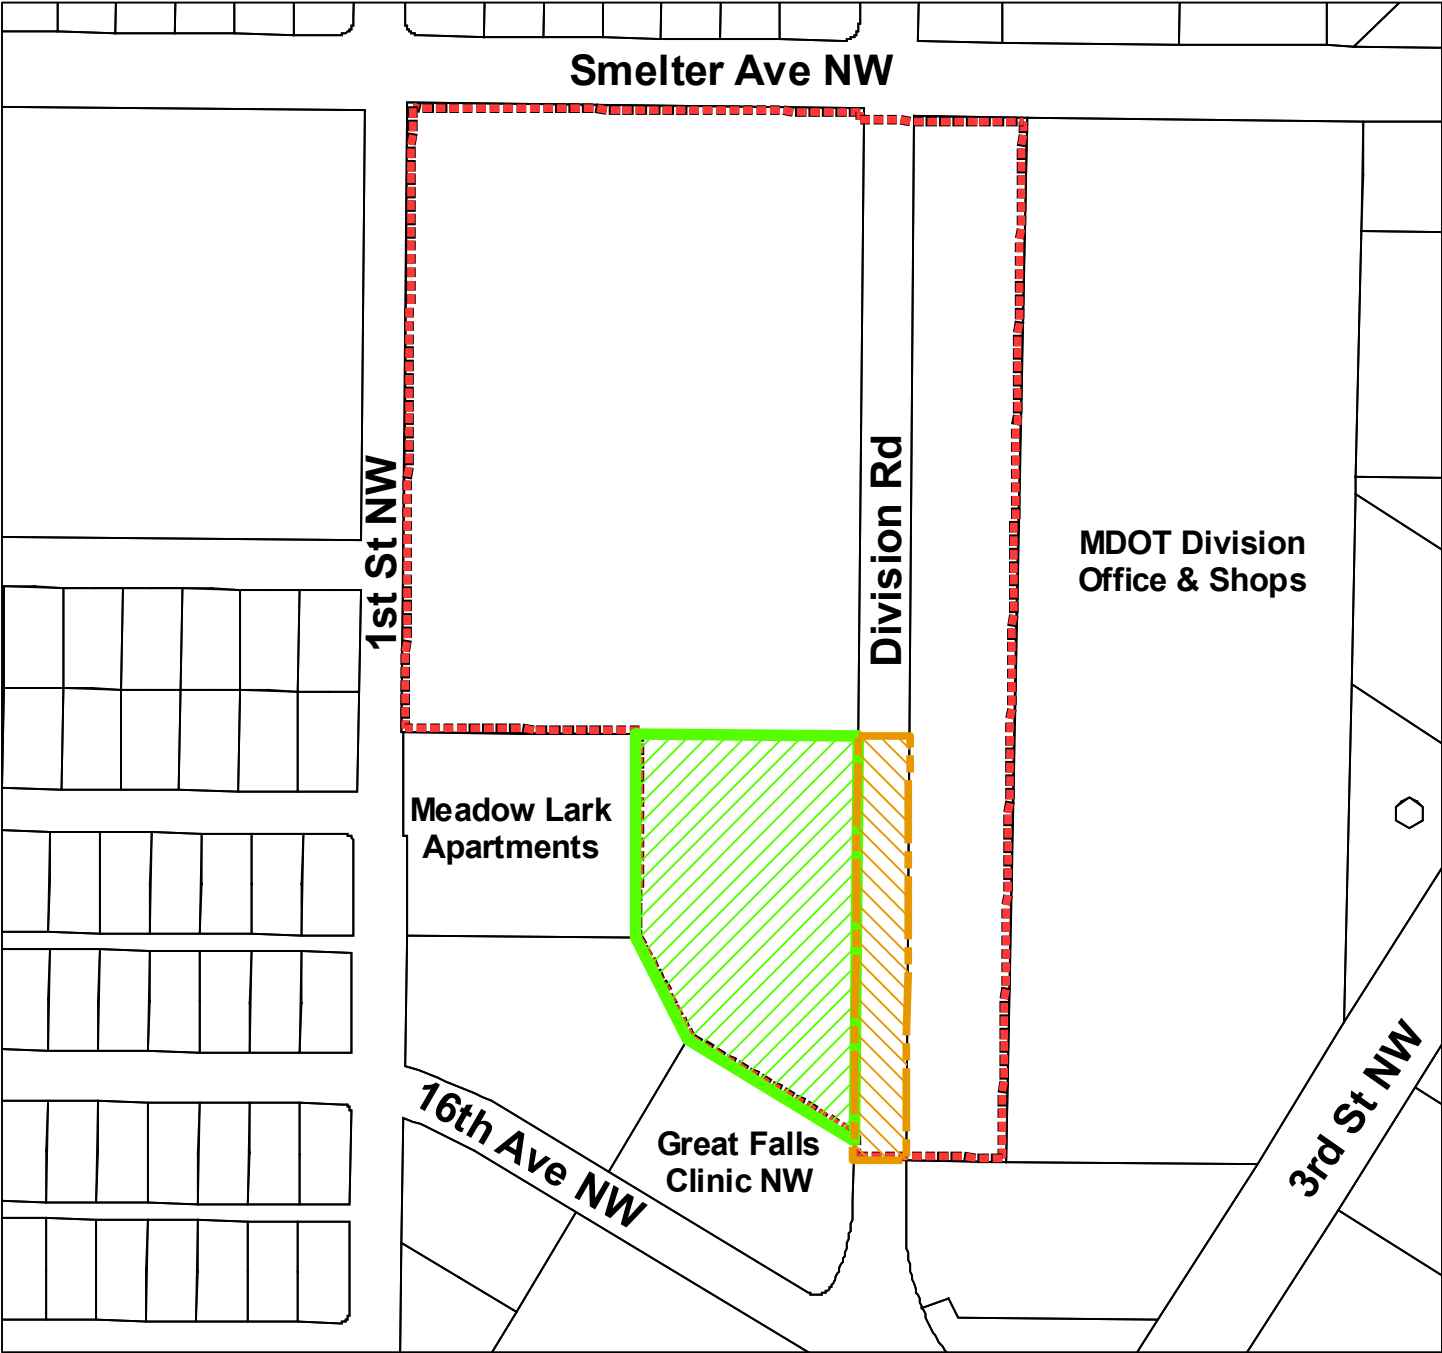 Smelter Ave NW
1st St NW
Division Rd
MDOT Division
Office & Shops
Meadow Lark
Apartments
16th Ave NW
Great Falls
Clinic NW
3rd St NW